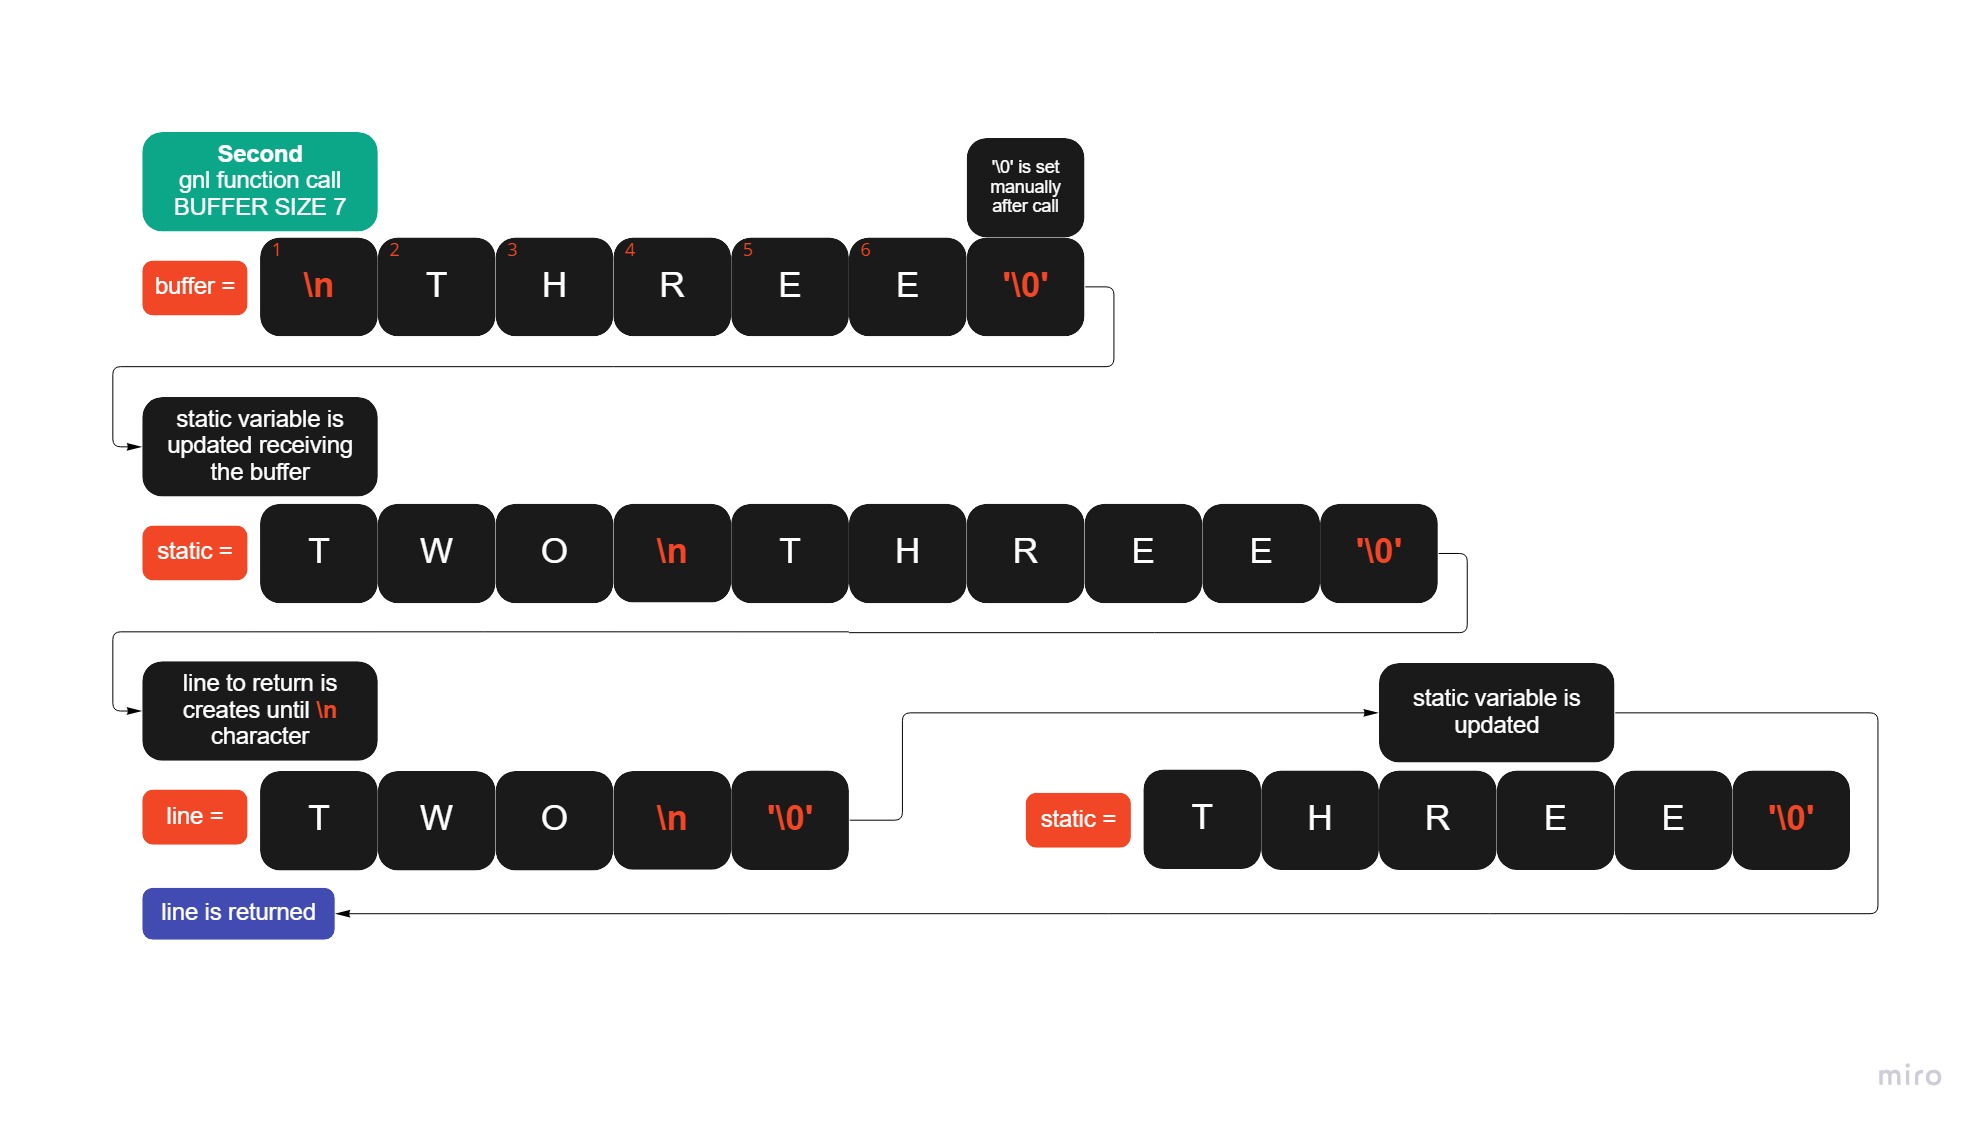 Second
gnl function call
BUFFER SIZE 7
'\0' is set
manually
after call
buffer =
1 2 3 4 5 6
\n T H R E E '\0'
static variable is
updated receiving
the buffer
static =
T W O \n T H R E E '\0'
line to return is
creates until \n
character
static variable is
updated
line =
T W O \n '\0'
static =
T H R E E '\0'
line is returned
miro